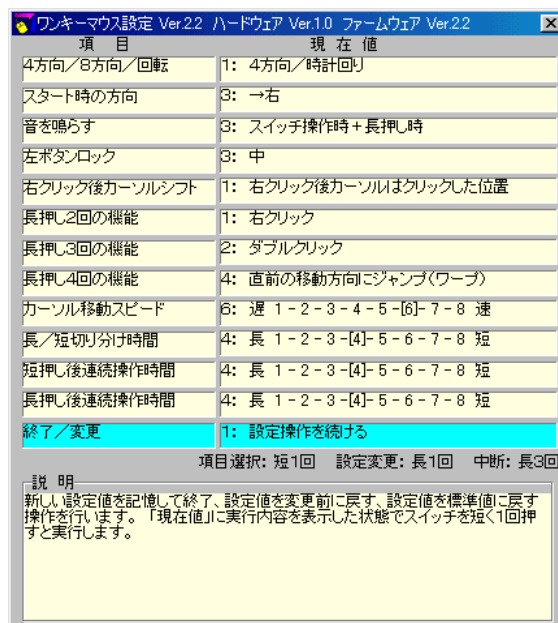 ワンキーマウス設定 Ver.2.2 ハードウェア Ver.1.0 ファームウェア Ver.2.2
項 目 現 在 値
4方向／8方向／回転 1: 4方向／時計回り
スタート時の方向 3: →右
音を鳴らす 3: スイッチ操作時＋長押し時
左ボタンロック 3: 中
右クリック後カーソルシフト 1: 右クリック後カーソルはクリックした位置
長押し2回の機能 1: 右クリック
長押し3回の機能 2: ダブルクリック
長押し4回の機能 4: 直前の移動方向にジャンプ(ワープ)
カーソル移動スピード 6: 遅 1 - 2 - 3 - 4 - 5 -[6]- 7 - 8 速
長／短切り分け時間 4: 長 1 - 2 - 3 -[4]- 5 - 6 - 7 - 8 短
短押し後連続操作時間 4: 長 1 - 2 - 3 -[4]- 5 - 6 - 7 - 8 短
長押し後連続操作時間 4: 長 1 - 2 - 3 -[4]- 5 - 6 - 7 - 8 短
終了／変更 1: 設定操作を続ける
項目選択: 短1回 設定変更: 長1回 中断: 長3回
説 明
新しい設定値を記憶して終了、設定値を変更前に戻す、設定値を標準値に戻す
操作を行います。「現在値」に実行内容を表示した状態でスイッチを短く1回押
すと実行します。